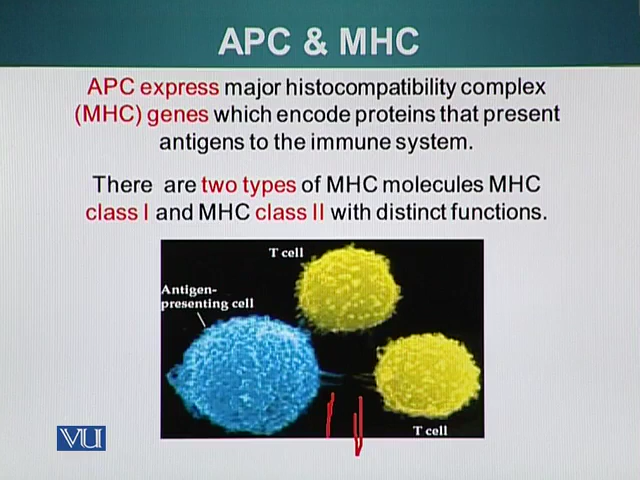 APC & MHC
APC express major histocompatibility complex
(MHC) genes which encode proteins that present
antigens to the immune system.
There are two types of MHC molecules MHC
class I and MHC class II with distinct functions.
T cell
Antigen-
presenting cell
T cell
VU